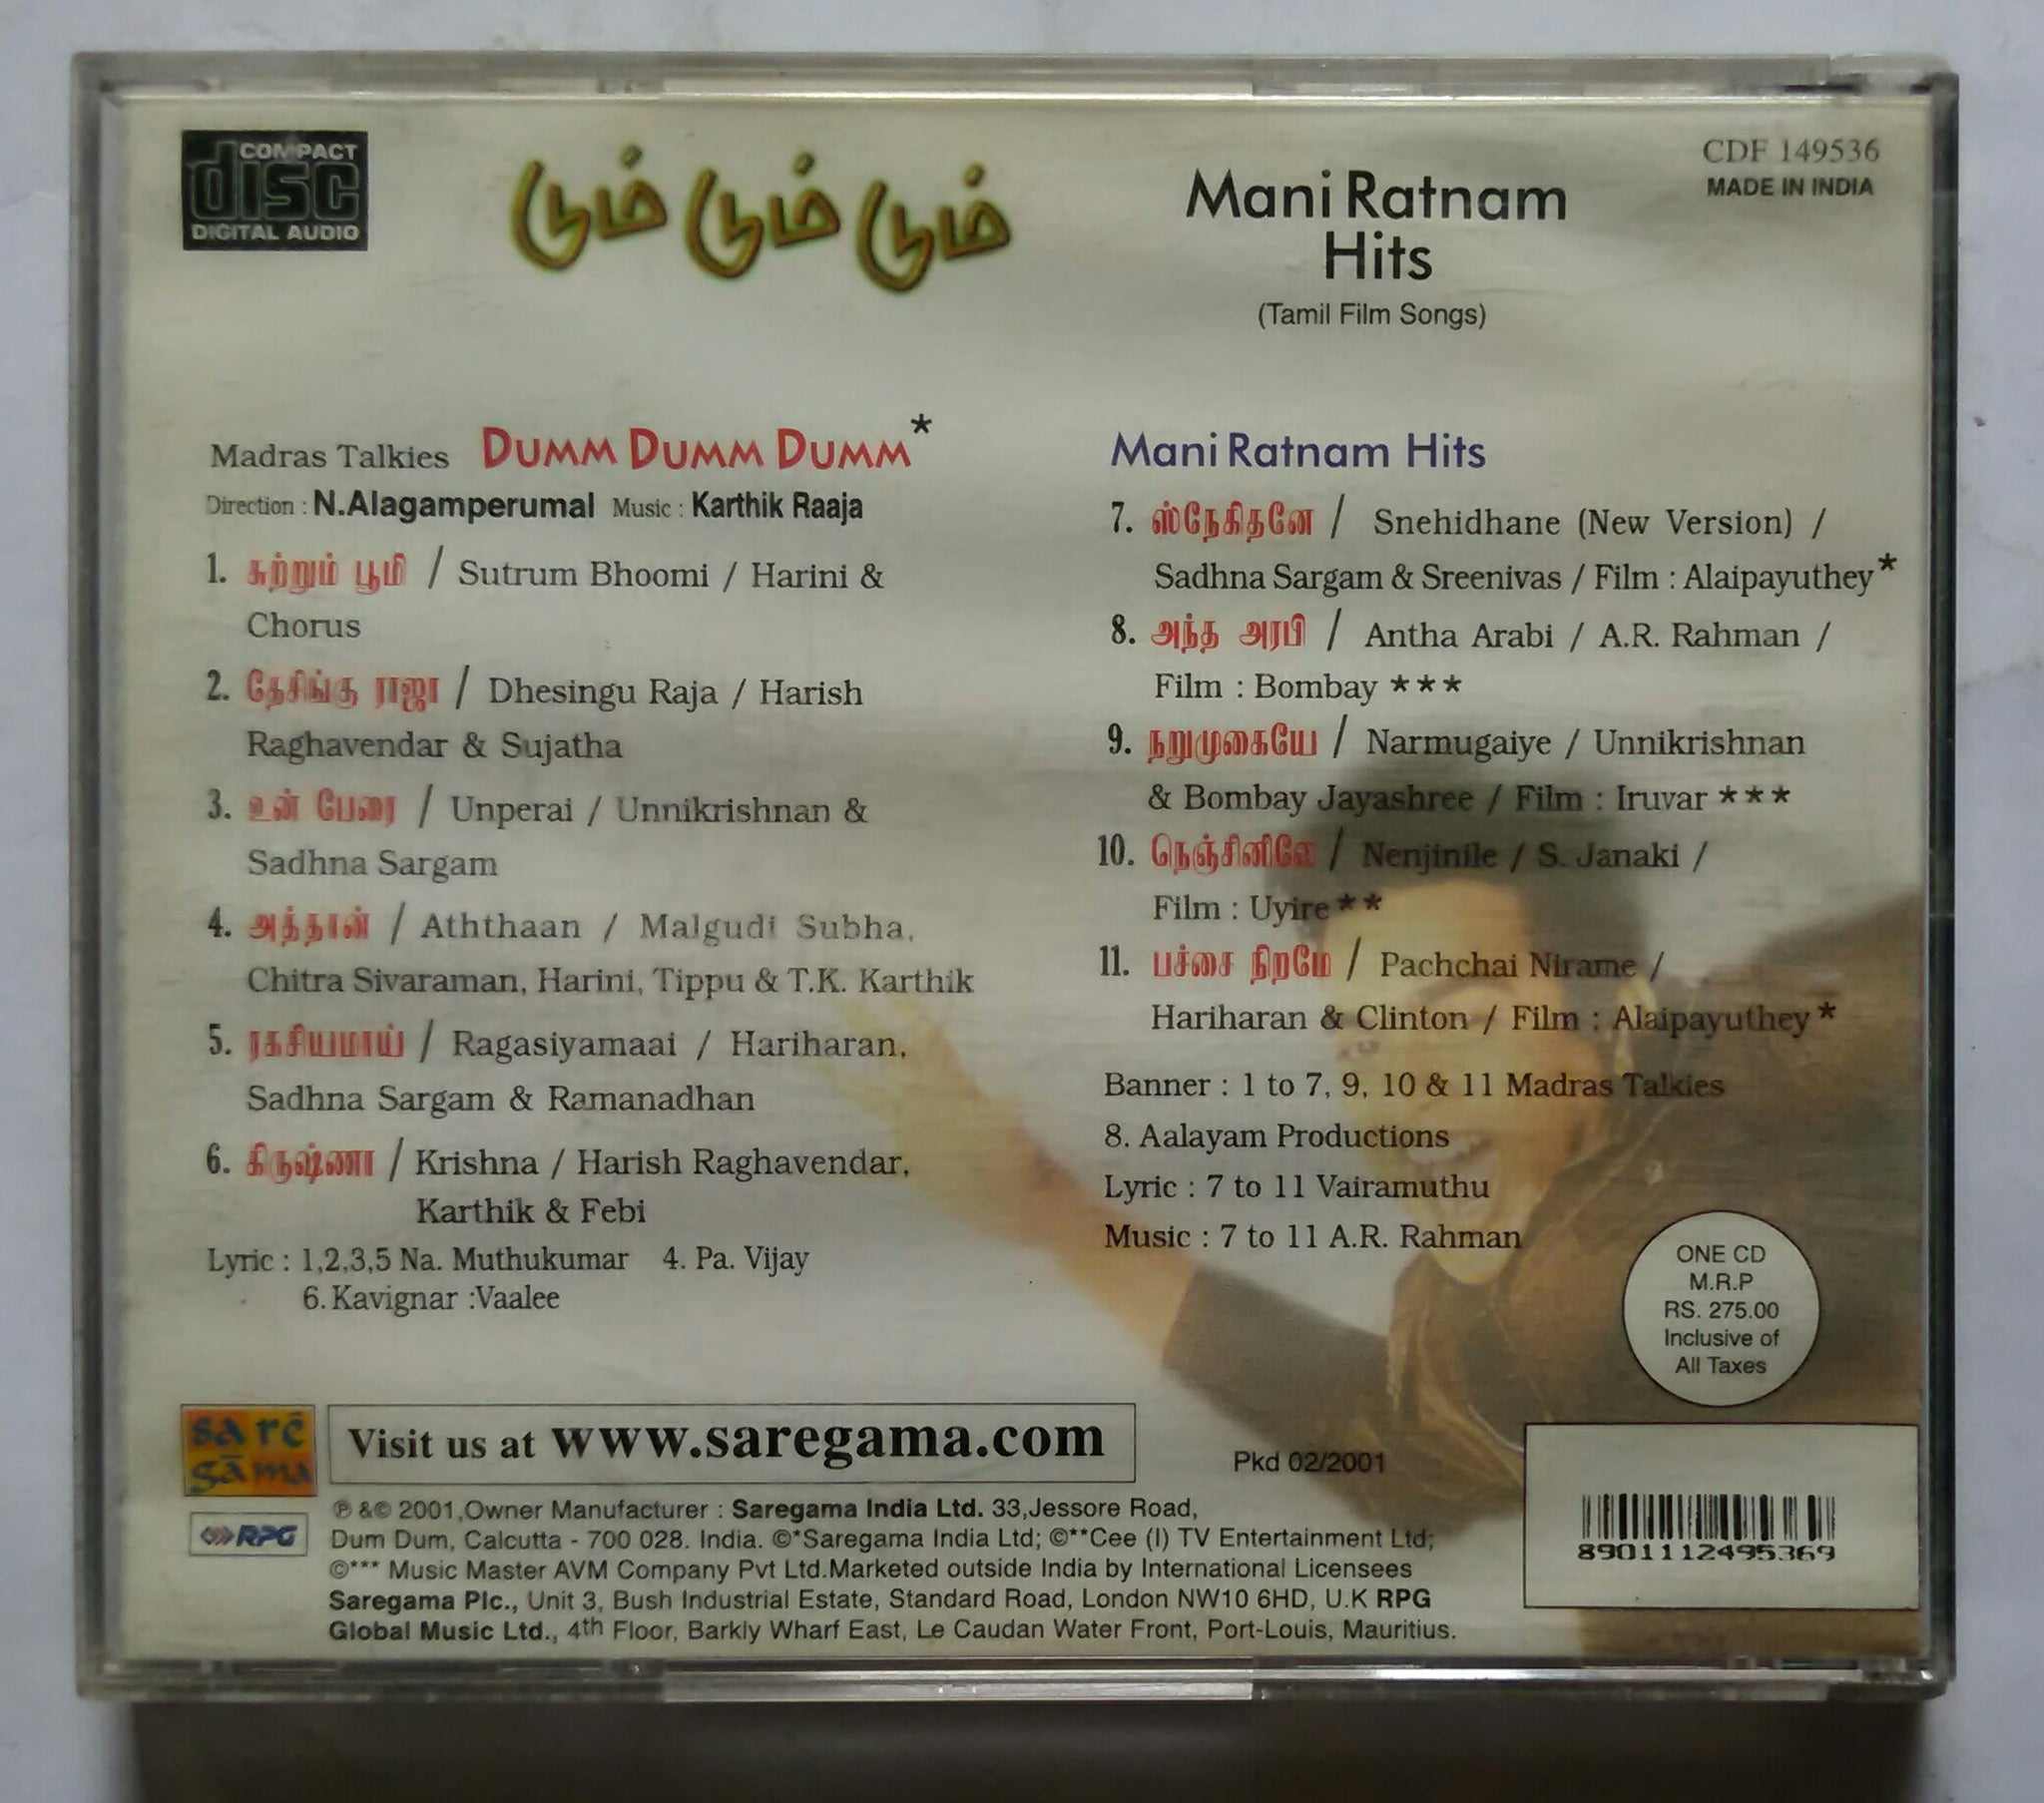 COMPACT
disc
DIGITAL AUDIO
டும் டும் டும்
Mani Ratnam
Hits
(Tamil Film Songs)
CDF 149536
MADE IN INDIA
Madras Talkies DUMM DUMM DUMM*
Direction : N.Alagamperumal Music : Karthik Raaja
1. சுற்றும் பூமி / Sutrum Bhoomi / Harini &
Chorus
2. தேசிங்கு ராஜா / Dhesingu Raja / Harish
Raghavendar & Sujatha
3. உன் பேரை / Unperai / Unnikrishnan &
Sadhna Sargam
4. அத்தான் / Aththaan / Malgudi Subha,
Chitra Sivaraman, Harini, Tippu & T.K. Karthik
5. ரகசியமாய் / Ragasiyamaai / Hariharan,
Sadhna Sargam & Ramanadhan
6. கிருஷ்ணா / Krishna / Harish Raghavendar,
Karthik & Febi
Lyric : 1,2,3,5 Na. Muthukumar 4. Pa. Vijay
6. Kavignar :Vaalee
Mani Ratnam Hits
7. ஸ்நேகிதனே / Snehidhane (New Version) /
Sadhna Sargam & Sreenivas / Film : Alaipayuthey*
8. அந்த அரபி / Antha Arabi / A.R. Rahman /
Film : Bombay ***
9. நறுமுகையே / Narmugaiye / Unnikrishnan
& Bombay Jayashree / Film : Iruvar ***
10. நெஞ்சினிலே / Nenjinile / S. Janaki /
Film : Uyire**
11. பச்சை நிறமே / Pachchai Nirame /
Hariharan & Clinton / Film : Alaipayuthey*
Banner : 1 to 7, 9, 10 & 11 Madras Talkies
8. Aalayam Productions
Lyric : 7 to 11 Vairamuthu
Music : 7 to 11 A.R. Rahman
ONE CD
M.R.P
RS. 275.00
Inclusive of
All Taxes
sa rē
gāma
Visit us at www.saregama.com
Pkd 02/2001
RPG
℗ &© 2001,Owner Manufacturer : Saregama India Ltd. 33,Jessore Road,
Dum Dum, Calcutta - 700 028. India. ©*Saregama India Ltd; ©**Cee (I) TV Entertainment Ltd;
©*** Music Master AVM Company Pvt Ltd.Marketed outside India by International Licensees
Saregama Plc., Unit 3, Bush Industrial Estate, Standard Road, London NW10 6HD, U.K RPG
Global Music Ltd., 4th Floor, Barkly Wharf East, Le Caudan Water Front, Port-Louis, Mauritius.
8901112495369